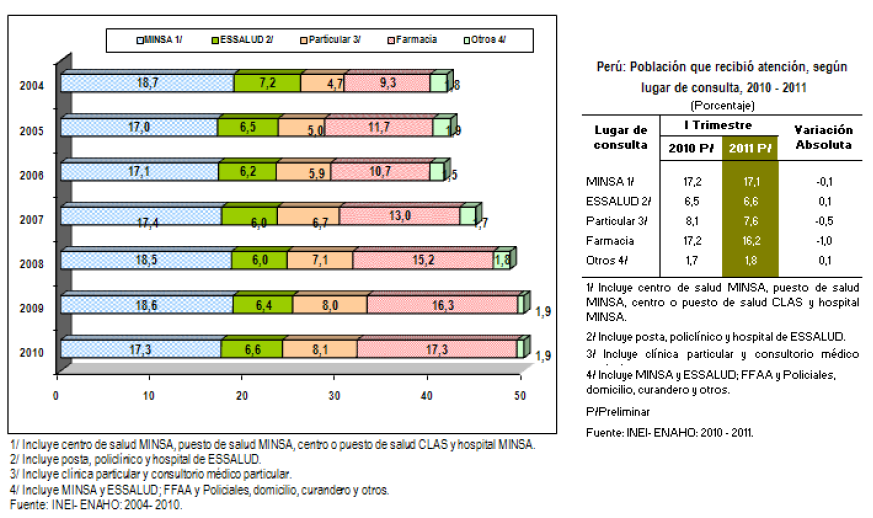 MINSA 1/ ESSALUD 2/ Particular 3/ Farmacia Otros 4/
2004 18,7 7,2 4,7 9,3 1,8
2005 17,0 6,5 5,0 11,7 1,9
2006 17,1 6,2 5,9 10,7 1,5
2007 17,4 6,0 6,7 13,0 1,7
2008 18,5 6,0 7,1 15,2 1,8
2009 18,6 6,4 8,0 16,3 1,9
2010 17,3 6,6 8,1 17,3 1,9
0 10 20 30 40 50
1/ Incluye centro de salud MINSA, puesto de salud MINSA, centro o puesto de salud CLAS y hospital MINSA.
2/ Incluye posta, policlínico y hospital de ESSALUD.
3/ Incluye clínica particular y consultorio médico particular.
4/ Incluye MINSA y ESSALUD; FFAA y Policiales, domicilio, curandero y otros.
Fuente: INEI- ENAHO: 2004- 2010.
Perú: Población que recibió atención, según
lugar de consulta, 2010 - 2011
(Porcentaje)
Lugar de consulta I Trimestre Variación Absoluta
2010 P/ 2011 P/
MINSA 1/ 17,2 17,1 -0,1
ESSALUD 2/ 6,5 6,6 0,1
Particular 3/ 8,1 7,6 -0,5
Farmacia 17,2 16,2 -1,0
Otros 4/ 1,7 1,8 0,1
1/ Incluye centro de salud MINSA, puesto de salud
MINSA, centro o puesto de salud CLAS y hospital
MINSA.
2/ Incluye posta, policlínico y hospital de ESSALUD.
3/ Incluye clínica particular y consultorio médico
4/ Incluye MINSA y ESSALUD; FFAA y Policiales,
domicilio, curandero y otros.
P/Preliminar
Fuente: INEI- ENAHO: 2010 - 2011.